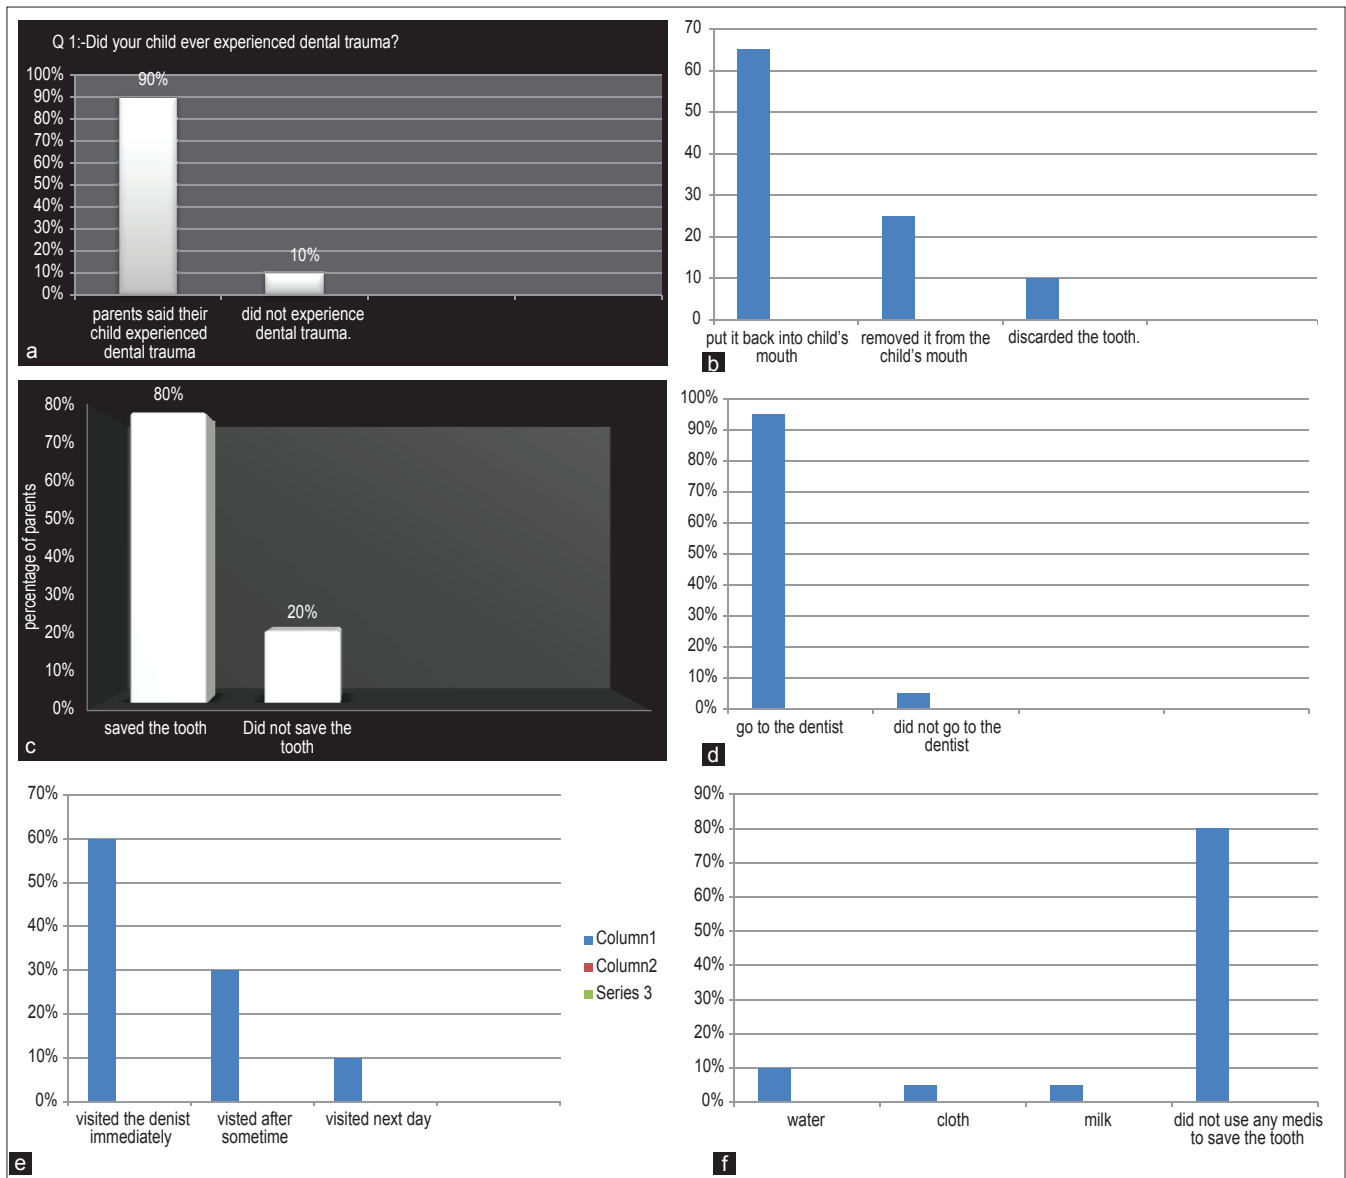 Q 1:-Did your child ever experienced dental trauma?
100%
90%
80%
70%
60%
50%
40%
30%
20%
10%
0%
90%
10%
parents said their
child experienced
dental trauma
did not experience
dental trauma.
a
70
60
50
40
30
20
10
0
put it back into child's
mouth
removed it from the
child's mouth
discarded the tooth.
b
percentage of parents
80%
70%
60%
50%
40%
30%
20%
10%
0%
80%
20%
saved the tooth
Did not save the
tooth
c
100%
90%
80%
70%
60%
50%
40%
30%
20%
10%
0%
go to the dentist
did not go to the
dentist
d
70%
60%
50%
40%
30%
20%
10%
0%
visited the denist
immediately
visted after
sometime
visited next day
Column1
Column2
Series 3
e
90%
80%
70%
60%
50%
40%
30%
20%
10%
0%
water
cloth
milk
did not use any medis
to save the tooth
f